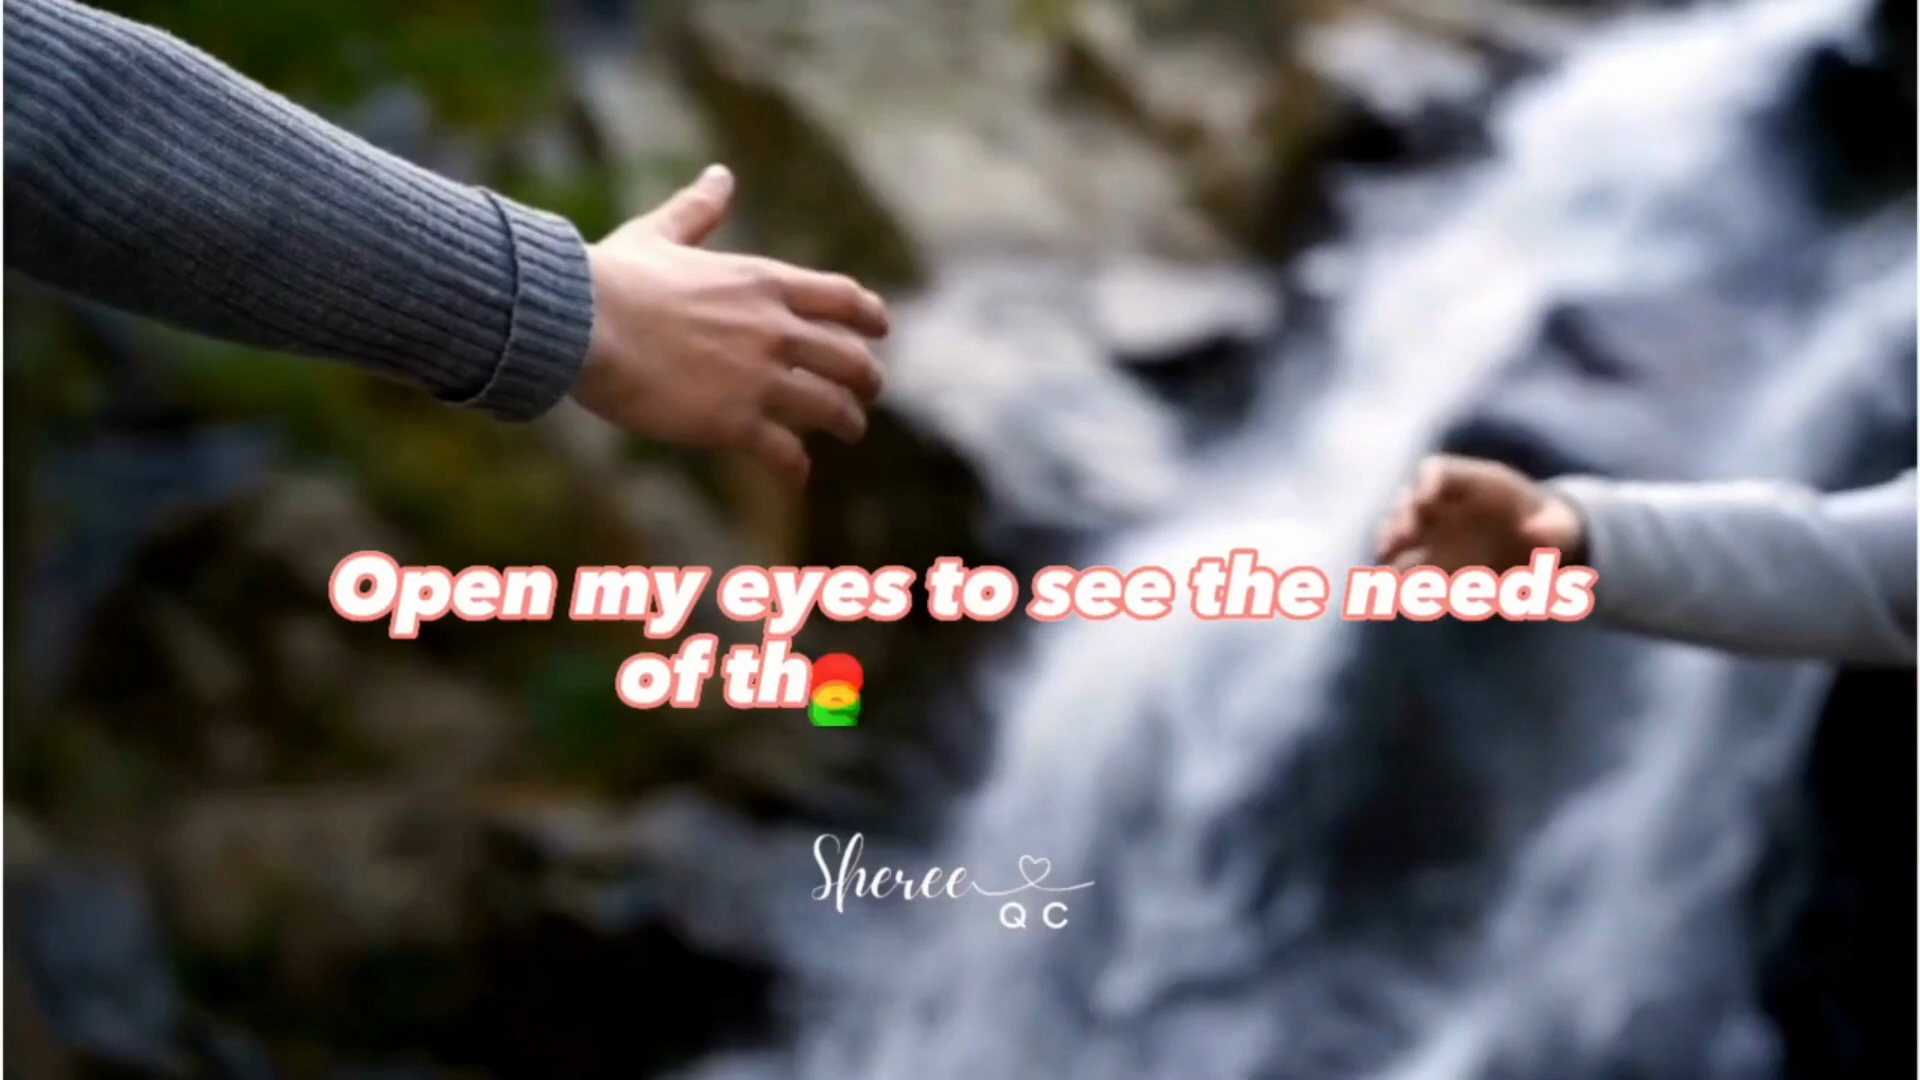 Open my eyes to see the needs
of th
Sheree
QC